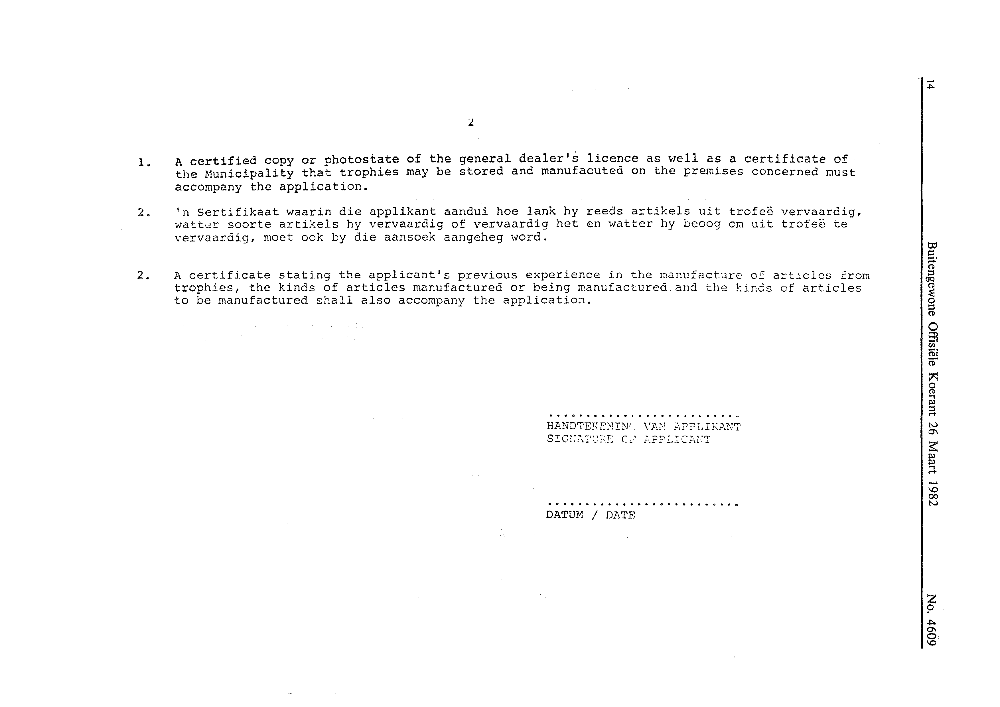 14 Buitengewone Offisiële Koerant 26 Maart 1982 No. 4609
2
1. A certified copy or photostate of the general dealer's licence as well as a certificate of
the Municipality that trophies may be stored and manufacuted on the premises concerned must
accompany the application.
2. 'n Sertifikaat waarin die applikant aandui hoe lank hy reeds artikels uit trofeë vervaardig,
watter soorte artikels hy vervaardig of vervaardig het en watter hy beoog om uit trofeë te
vervaardig, moet ook by die aansoek aangeheg word.
2. A certificate stating the applicant's previous experience in the manufacture of articles from
trophies, the kinds of articles manufactured or being manufactured,and the kinds of articles
to be manufactured shall also accompany the application.
..........................
HANDTEKENING VAN APPLIKANT
SIGNATURE OF APPLICANT
..........................
DATUM / DATE